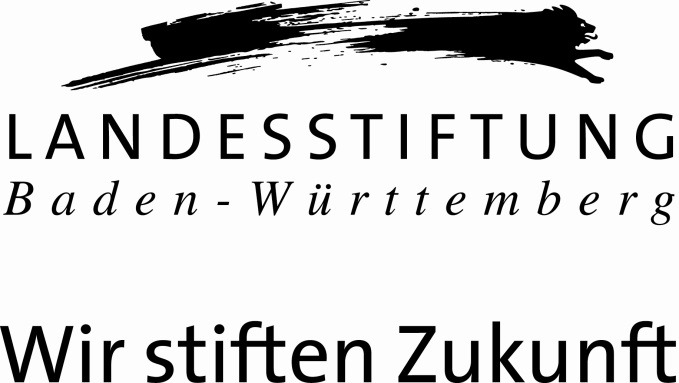 LANDESSTIFTUNG
Baden-Württemberg
Wir stiften Zukunft